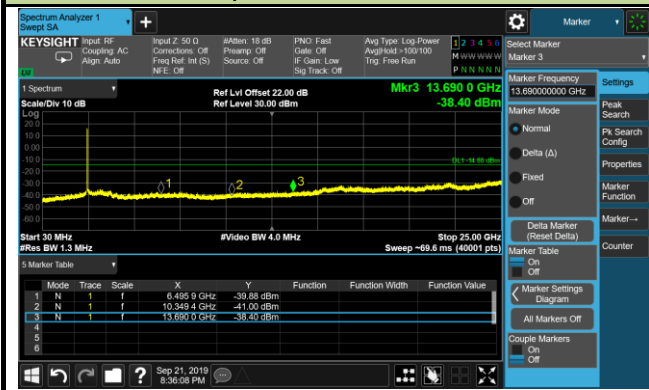 Spectrum Analyzer 1
Swept SA
+
Marker
KEYSIGHT
Input: RF
Coupling: AC
Align: Auto
Input Z: 50 Ω
Corrections: Off
Freq Ref: Int (S)
NFE: Off
#Atten: 18 dB
Preamp: Off
Source: Off
PNO: Fast
Gate: Off
IF Gain: Low
Sig Track: Off
Avg Type: Log-Power
Avg|Hold:>100/100
Trig: Free Run
1 2 3 4 5 6
M W W W W W
P N N N N N
LXI
1 Spectrum
Scale/Div 10 dB
Log
Ref Lvl Offset 22.00 dB
Ref Level 30.00 dBm
Mkr3 13.690 0 GHz
-38.40 dBm
20.0
10.0
0.00
-10.0
-20.0
-30.0
-40.0
-50.0
-60.0
DL1 -14.88 dBm
1
2
3
Start 30 MHz
#Res BW 1.3 MHz
#Video BW 4.0 MHz
Stop 25.00 GHz
Sweep ~69.6 ms (40001 pts)
5 Marker Table
Mode Trace Scale X Y Function Function Width Function Value
1 N 1 f 6.495 9 GHz -39.88 dBm
2 N 1 f 10.349 4 GHz -41.00 dBm
3 N 1 f 13.690 0 GHz -38.40 dBm
4
5
6
Sep 21, 2019
8:36:08 PM
?
Select Marker
Marker 3
Marker Frequency
13.690000000 GHz
Marker Mode
Normal
Delta (Δ)
Fixed
Off
Delta Marker
(Reset Delta)
Marker Table
On
Off
Marker Settings
Diagram
All Markers Off
Couple Markers
On
Off
Settings
Peak
Search
Pk Search
Config
Properties
Marker
Function
Marker→
Counter